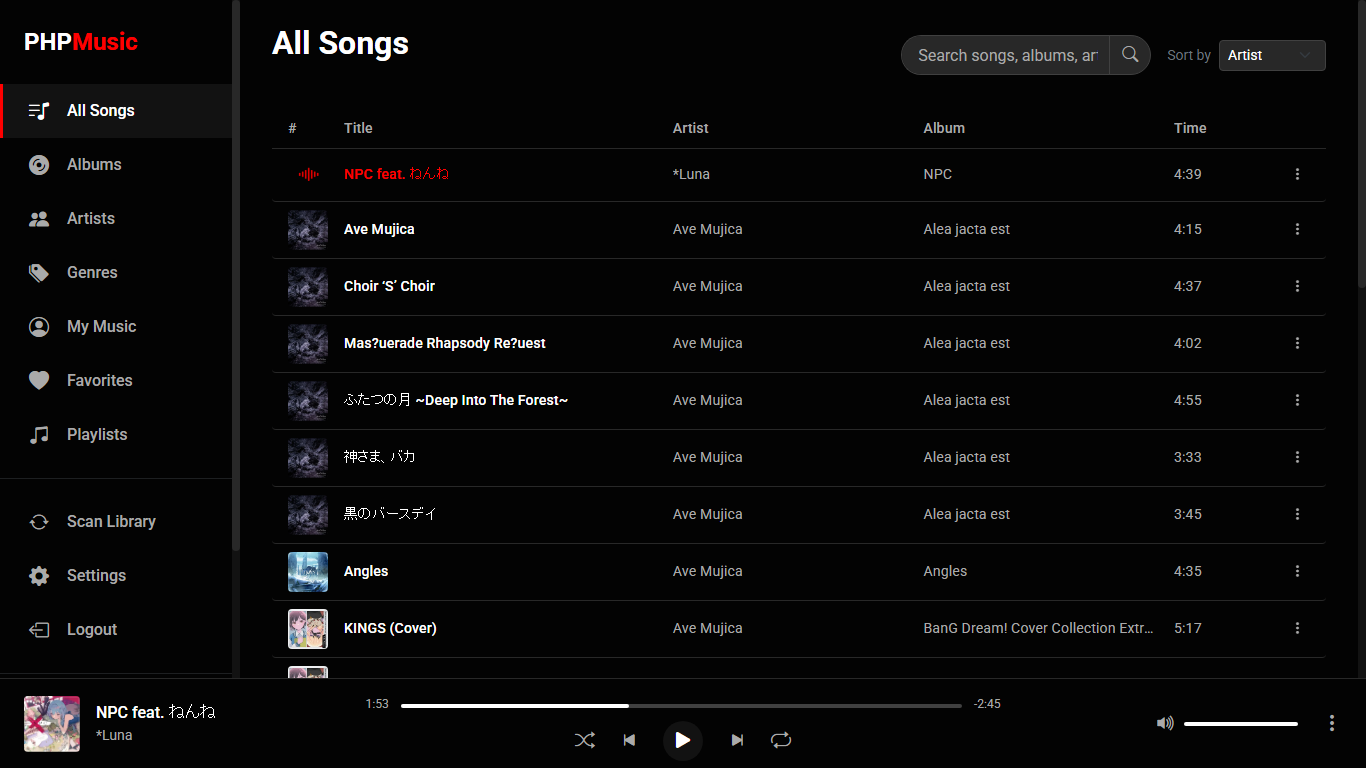 PHPMusic
All Songs
Albums
Artists
Genres
My Music
Favorites
Playlists
Scan Library
Settings
Logout
All Songs
Search songs, albums, ar
Sort by Artist
# Title Artist Album Time
NPC feat. ねんね *Luna NPC 4:39
Ave Mujica Ave Mujica Alea jacta est 4:15
Choir ‘S’ Choir Ave Mujica Alea jacta est 4:37
Mas?uerade Rhapsody Re?uest Ave Mujica Alea jacta est 4:02
ふたつの月 ~Deep Into The Forest~ Ave Mujica Alea jacta est 4:55
神さま、バカ Ave Mujica Alea jacta est 3:33
黒のバースデイ Ave Mujica Alea jacta est 3:45
Angles Ave Mujica Angles 4:35
KINGS (Cover) Ave Mujica BanG Dream! Cover Collection Extr... 5:17
NPC feat. ねんね
*Luna
1:53 -2:45